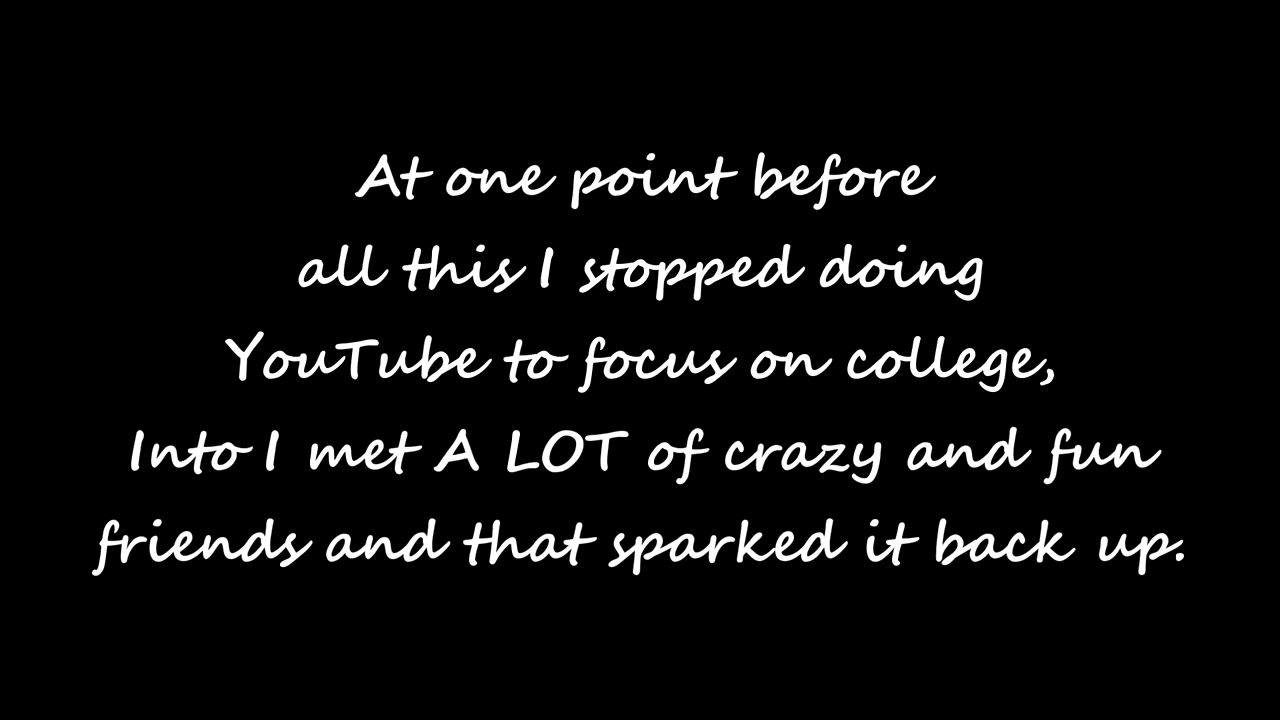 At one point before
all this I stopped doing
YouTube to focus on college,
Into I met A LOT of crazy and fun
friends and that sparked it back up.